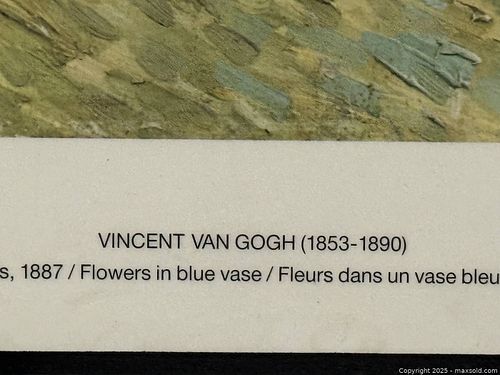 VINCENT VAN GOGH (1853-1890)
s, 1887 / Flowers in blue vase / Fleurs dans un vase bleu
Copyright 2025 - maxsold.com